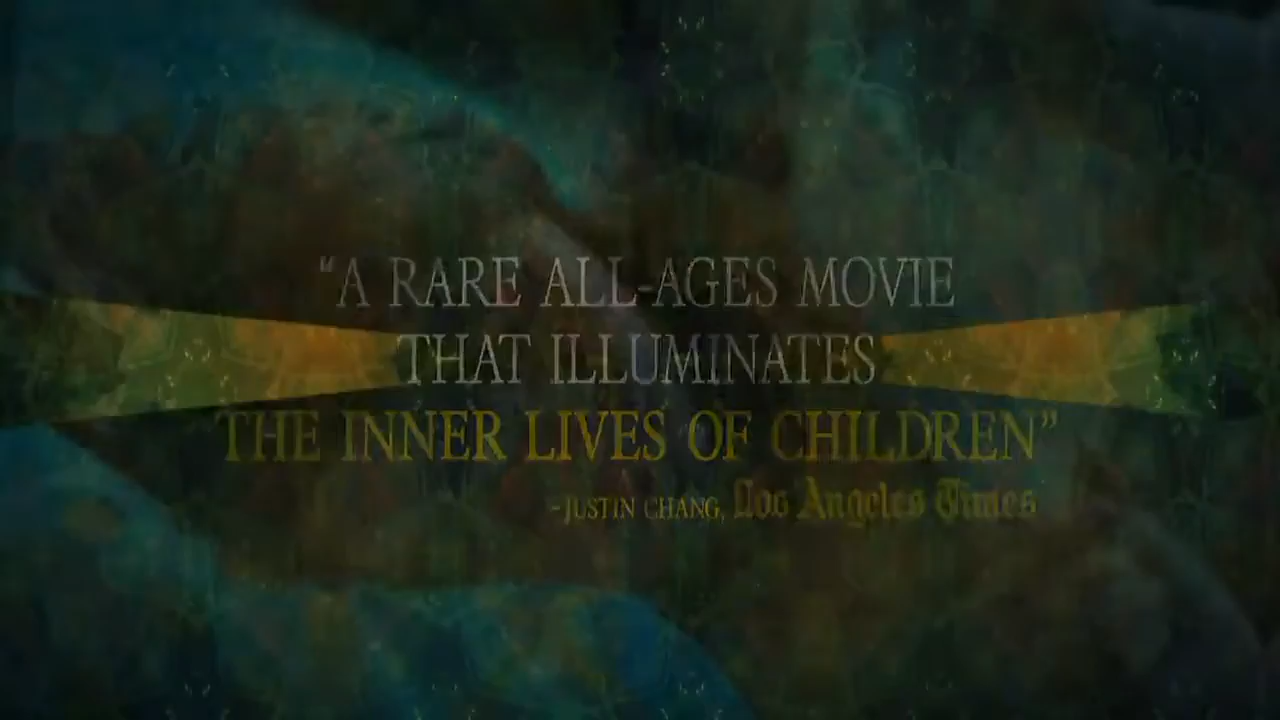 “A RARE ALL-AGES MOVIE
THAT ILLUMINATES
THE INNER LIVES OF CHILDREN”
-JUSTIN CHANG, Los Angeles Times